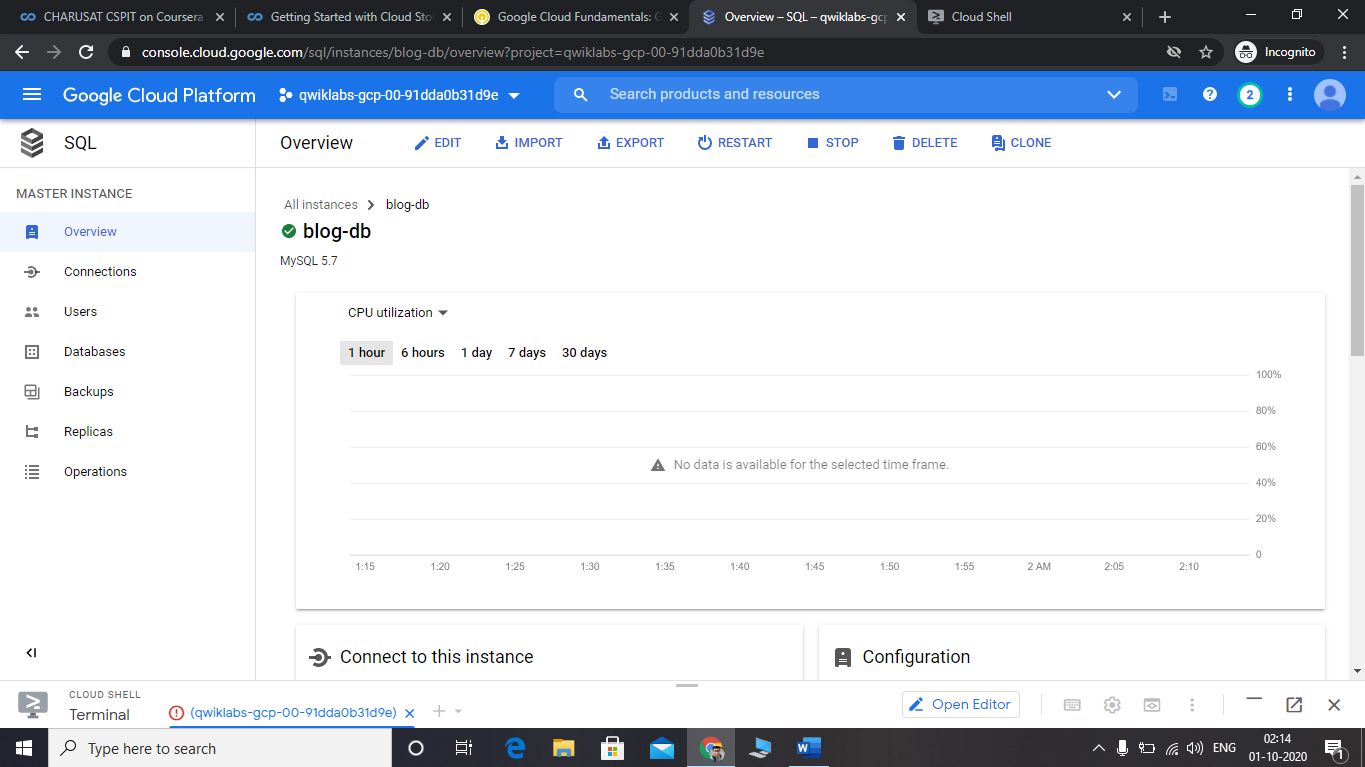 CHARUSAT CSPIT on Coursera
Getting Started with Cloud Sto
Google Cloud Fundamentals: G
Overview – SQL – qwiklabs-gcp
Cloud Shell
console.cloud.google.com/sql/instances/blog-db/overview?project=qwiklabs-gcp-00-91dda0b31d9e
Incognito
Google Cloud Platform
qwiklabs-gcp-00-91dda0b31d9e
Search products and resources
2
SQL
Overview
EDIT
IMPORT
EXPORT
RESTART
STOP
DELETE
CLONE
MASTER INSTANCE
Overview
Connections
Users
Databases
Backups
Replicas
Operations
All instances
blog-db
blog-db
MySQL 5.7
CPU utilization
1 hour 6 hours 1 day 7 days 30 days
100%
80%
60%
No data is available for the selected time frame.
40%
20%
0
1:15 1:20 1:25 1:30 1:35 1:40 1:45 1:50 1:55 2 AM 2:05 2:10
Connect to this instance
Configuration
CLOUD SHELL
Terminal
(qwiklabs-gcp-00-91dda0b31d9e)
Open Editor
Type here to search
ENG
02:14
01-10-2020
1